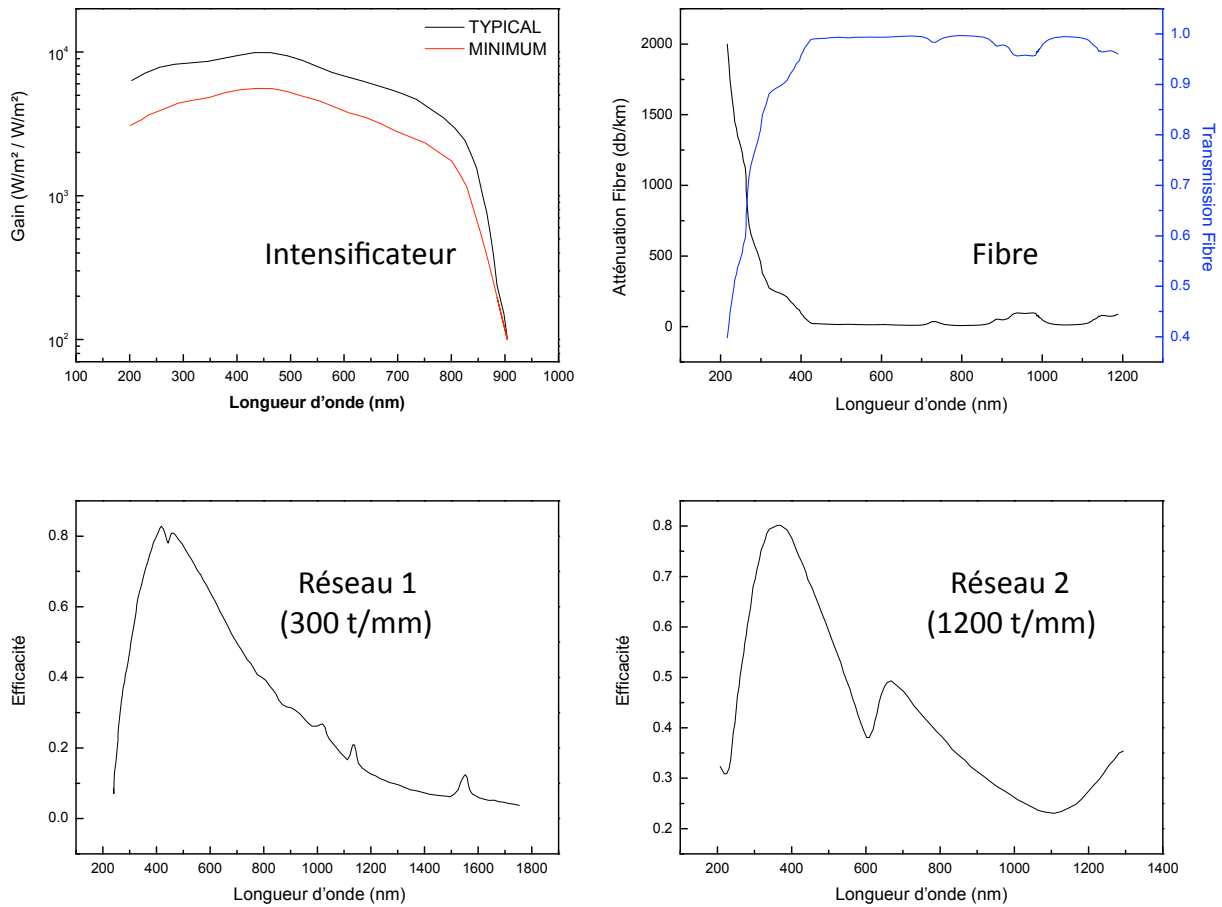 TYPICAL
MINIMUM
10⁴
10³
10²
Gain (W/m² / W/m²)
Intensificateur
100 200 300 400 500 600 700 800 900 1000
Longueur d'onde (nm)
2000
1500
1000
500
0
Atténuation Fibre (db/km)
Fibre
1.0
0.9
0.8
0.7
0.6
0.5
0.4
Transmission Fibre
200 400 600 800 1000 1200
Longueur d'onde (nm)
0.8
0.6
0.4
0.2
0.0
Efficacité
Réseau 1
(300 t/mm)
200 400 600 800 1000 1200 1400 1600 1800
Longueur d'onde (nm)
0.8
0.7
0.6
0.5
0.4
0.3
0.2
Efficacité
Réseau 2
(1200 t/mm)
200 400 600 800 1000 1200 1400
Longueur d'onde (nm)